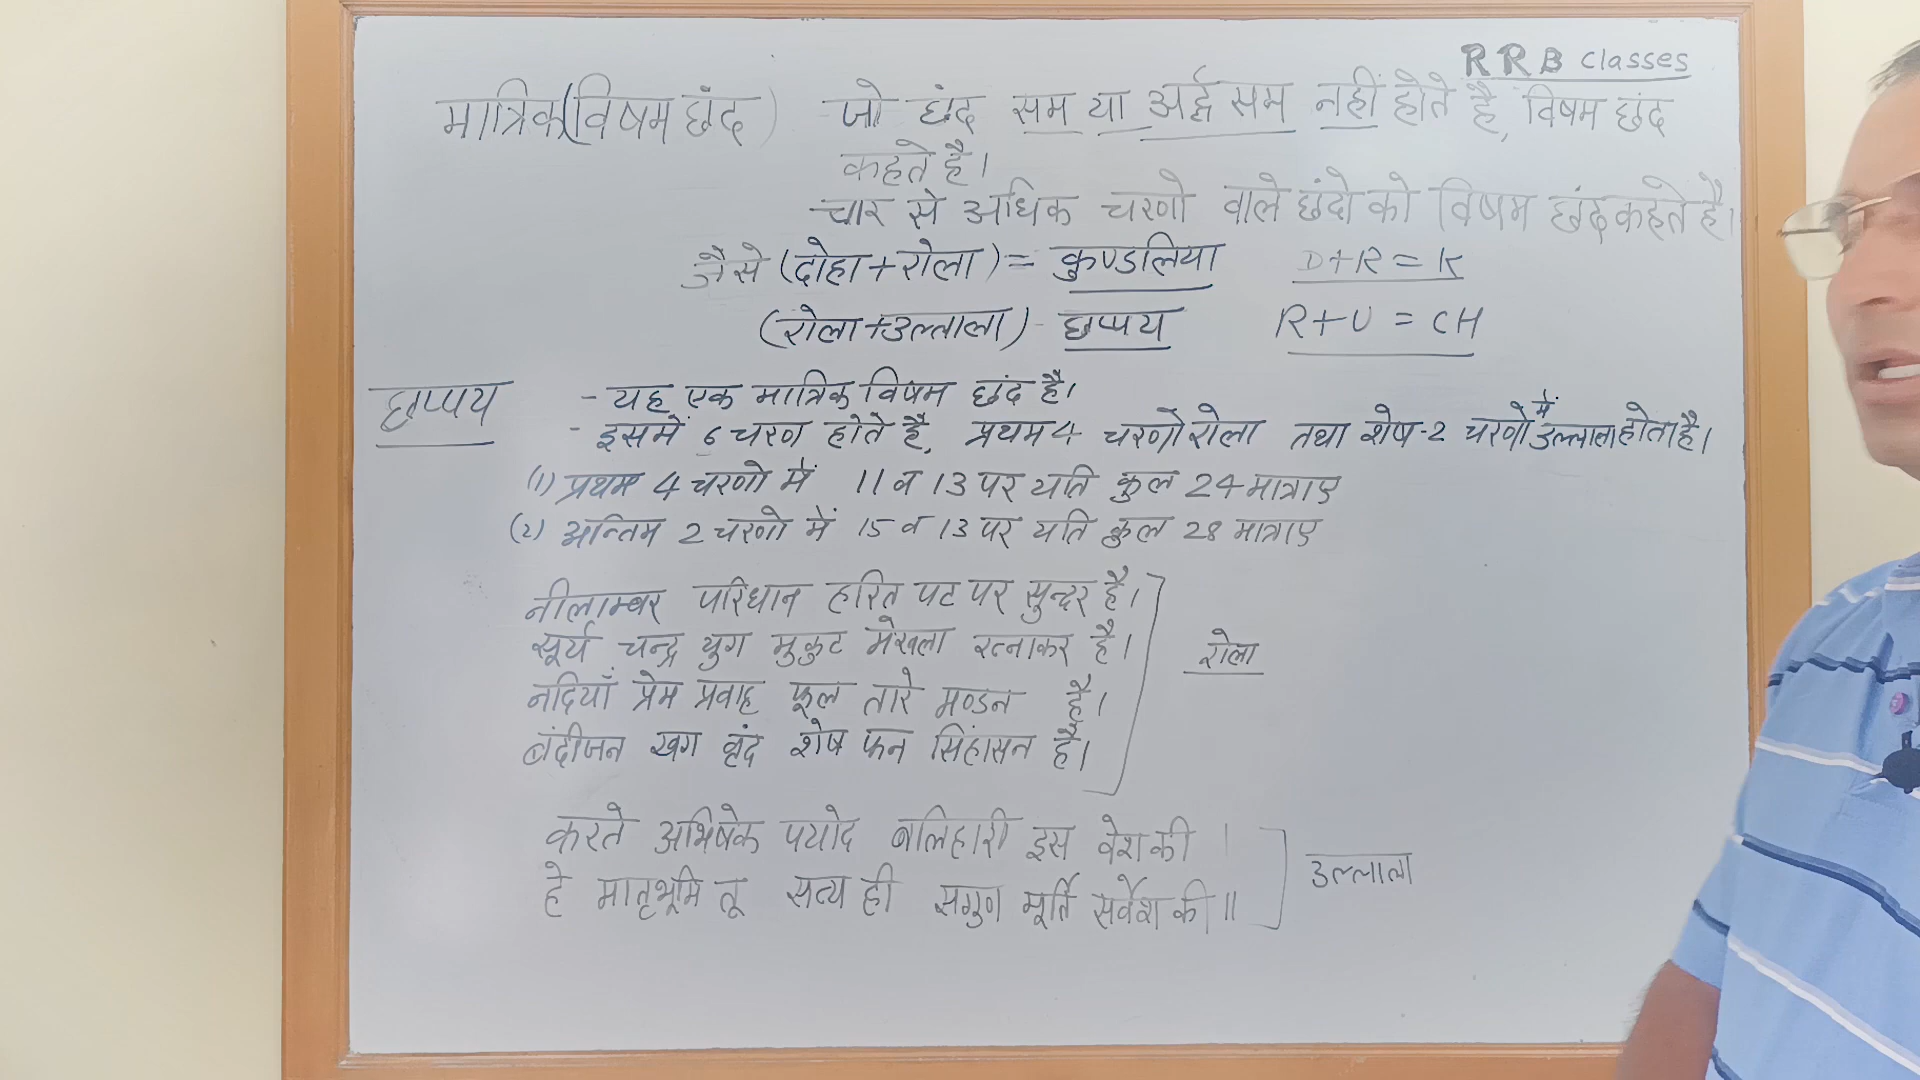 RRB Classes
मात्रिक(विषम छंद) जो छंद सम या अर्द्ध सम नहीं होते है, विषम छंद
कहते है।
चार से अधिक चरणो वाले छंदो को विषम छंद कहते है।
जैसे (दोहा+रोला) = कुण्डलिया D+R = K
(रोला+उल्लाला) - छप्पय R+U = CH
छप्पय - यह एक मात्रिक विषम छंद है।
- इसमें 6 चरण होते है, प्रथम 4 चरणो रोला तथा शेष-2 चरणो में उल्लाला होता है।
(1) प्रथम 4 चरणो में 11 व 13 पर यति कुल 24 मात्राए
(2) अन्तिम 2 चरणो में 15 व 13 पर यति कुल 28 मात्राए
नीलाम्बर परिधान हरित पट पर सुन्दर है।
सूर्य चन्द्र युग मुकुट मेखला रत्नाकर है।
नदियाँ प्रेम प्रवाह फूल तारे मण्डन है।
बंदीजन खग वृंद शेष फन सिंहासन है।
रोला
करते अभिषेक पयोद बलिहारी इस वेश की ।
हे मातृभूमि तू सत्य ही सगुण मूर्ति सर्वेश की ॥
उल्लाला